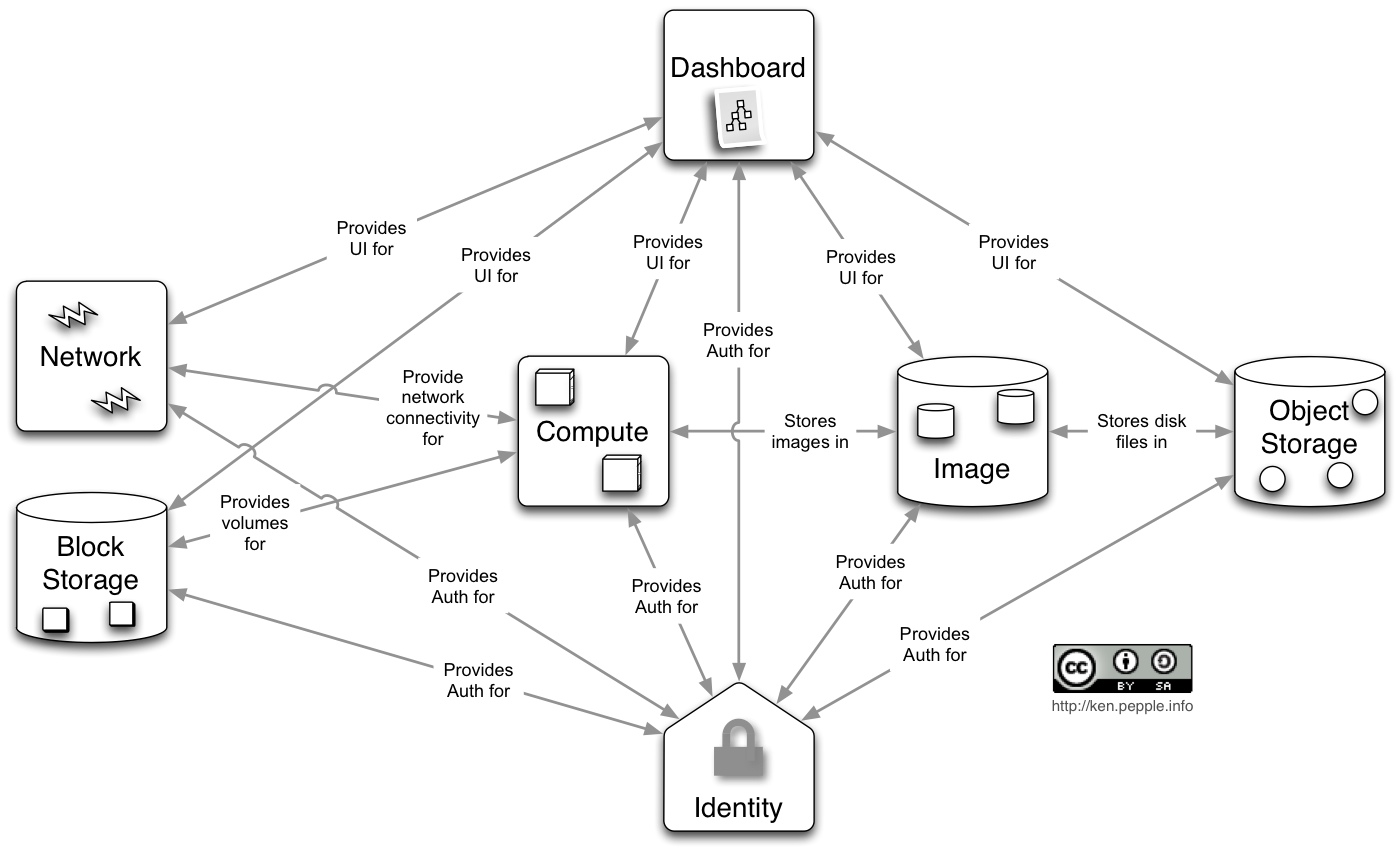 Dashboard
Provides
UI for
Provides
UI for
Provides
UI for
Provides
UI for
Provides
UI for
Provides
Auth for
Network
Provide
network
connectivity
for
Compute
Stores
images in
Image
Stores disk
files in
Object
Storage
Block
Storage
Provides
volumes
for
Provides
Auth for
Provides
Auth for
Provides
Auth for
Provides
Auth for
Provides
Auth for
Identity
cc
BY SA
http://ken.pepple.info